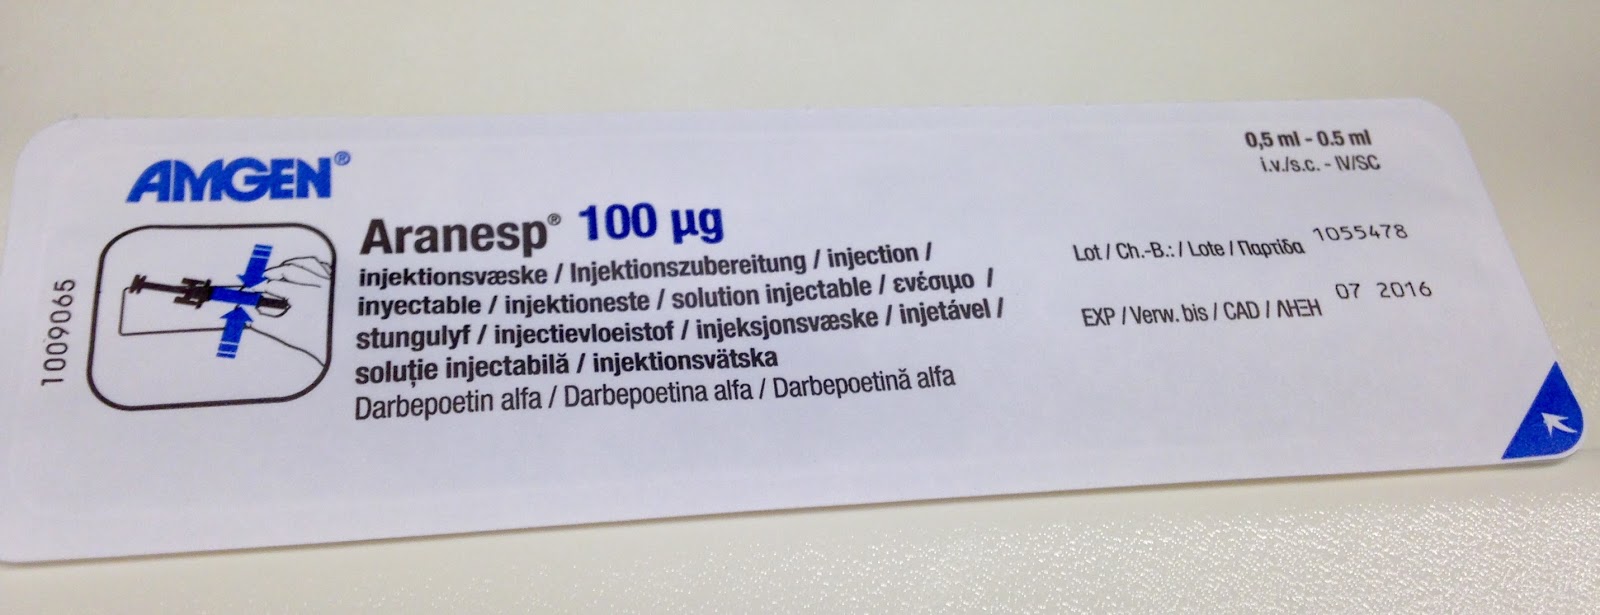 AMGEN®
Aranesp® 100 µg
injektionsvæske / Injektionszubereitung / injection /
inyectable / injektioneste / solution injectable / ενέσιμο /
stungulyf / injectievloeistof / injeksjonsvæske / injetável /
soluție injectabilă / injektionsvätska
Darbepoetin alfa / Darbepoetina alfa / Darbepoetină alfa
1009065
0,5 ml - 0.5 ml
i.v./s.c. - IV/SC
Lot / Ch.-B.: / Lote / Παρτίδα 1055478
EXP / Verw. bis / CAD / ΛΗΞΗ 07 2016